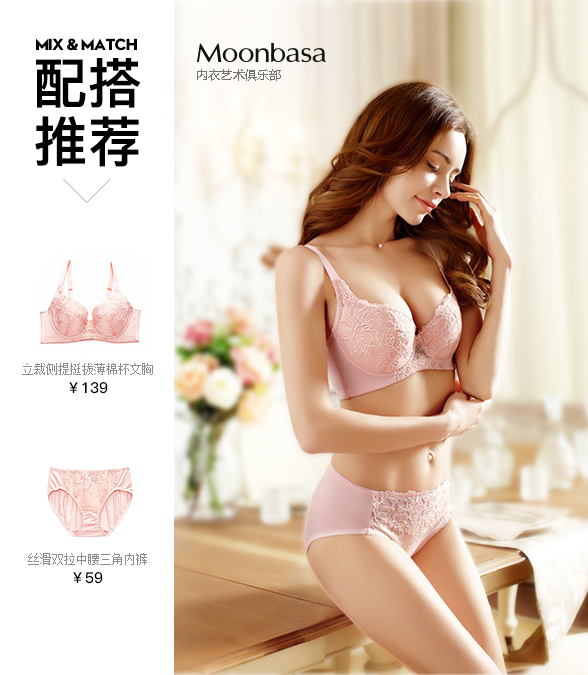 MIX & MATCH
配搭
推荐
Moonbasa
内衣艺术俱乐部
立裁侧提挺拔薄棉杯文胸
¥139
丝滑双拉中腰三角内裤
¥59